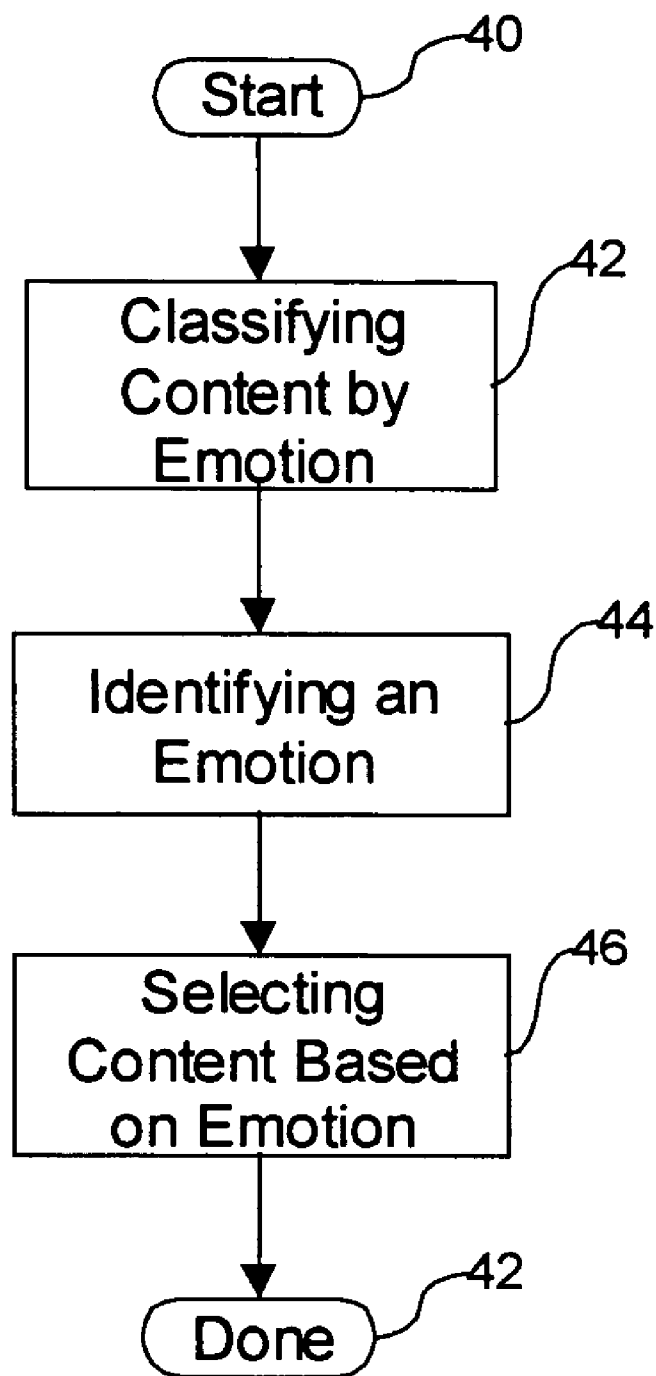 40
Start
42
Classifying
Content by
Emotion
44
Identifying an
Emotion
46
Selecting
Content Based
on Emotion
42
Done